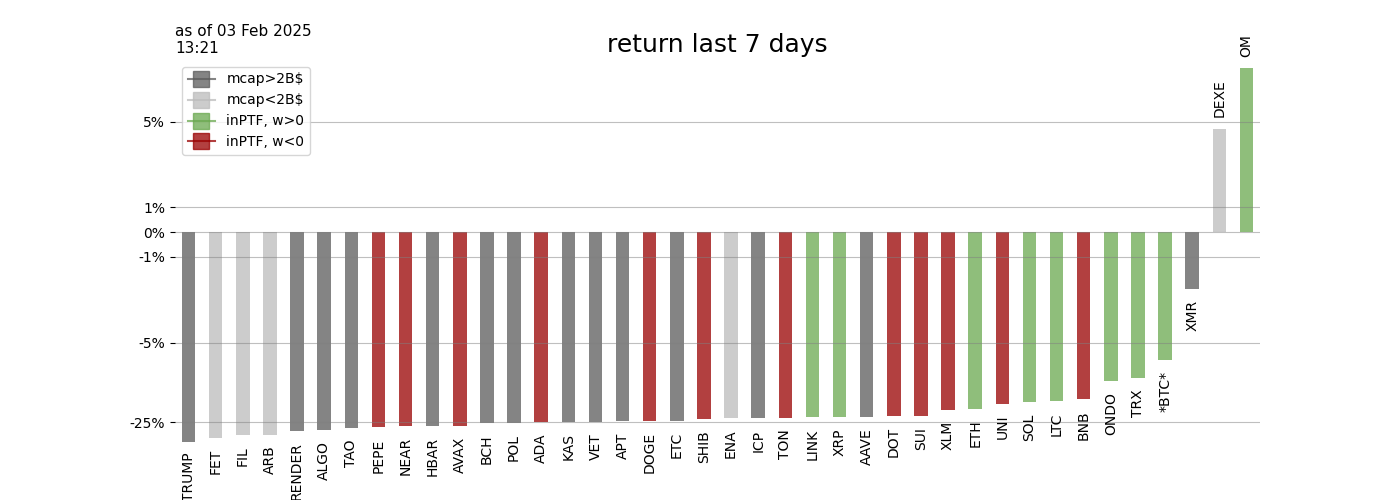 as of 03 Feb 2025
13:21
return last 7 days
mcap>2B$
mcap<2B$
inPTF, w>0
inPTF, w<0
5%
1%
0%
-1%
-5%
-25%
TRUMP
FET
FIL
ARB
RENDER
ALGO
TAO
PEPE
NEAR
HBAR
AVAX
BCH
POL
ADA
KAS
VET
APT
DOGE
ETC
SHIB
ENA
ICP
TON
LINK
XRP
AAVE
DOT
SUI
XLM
ETH
UNI
SOL
LTC
BNB
ONDO
TRX
*BTC*
XMR
DEXE
OM